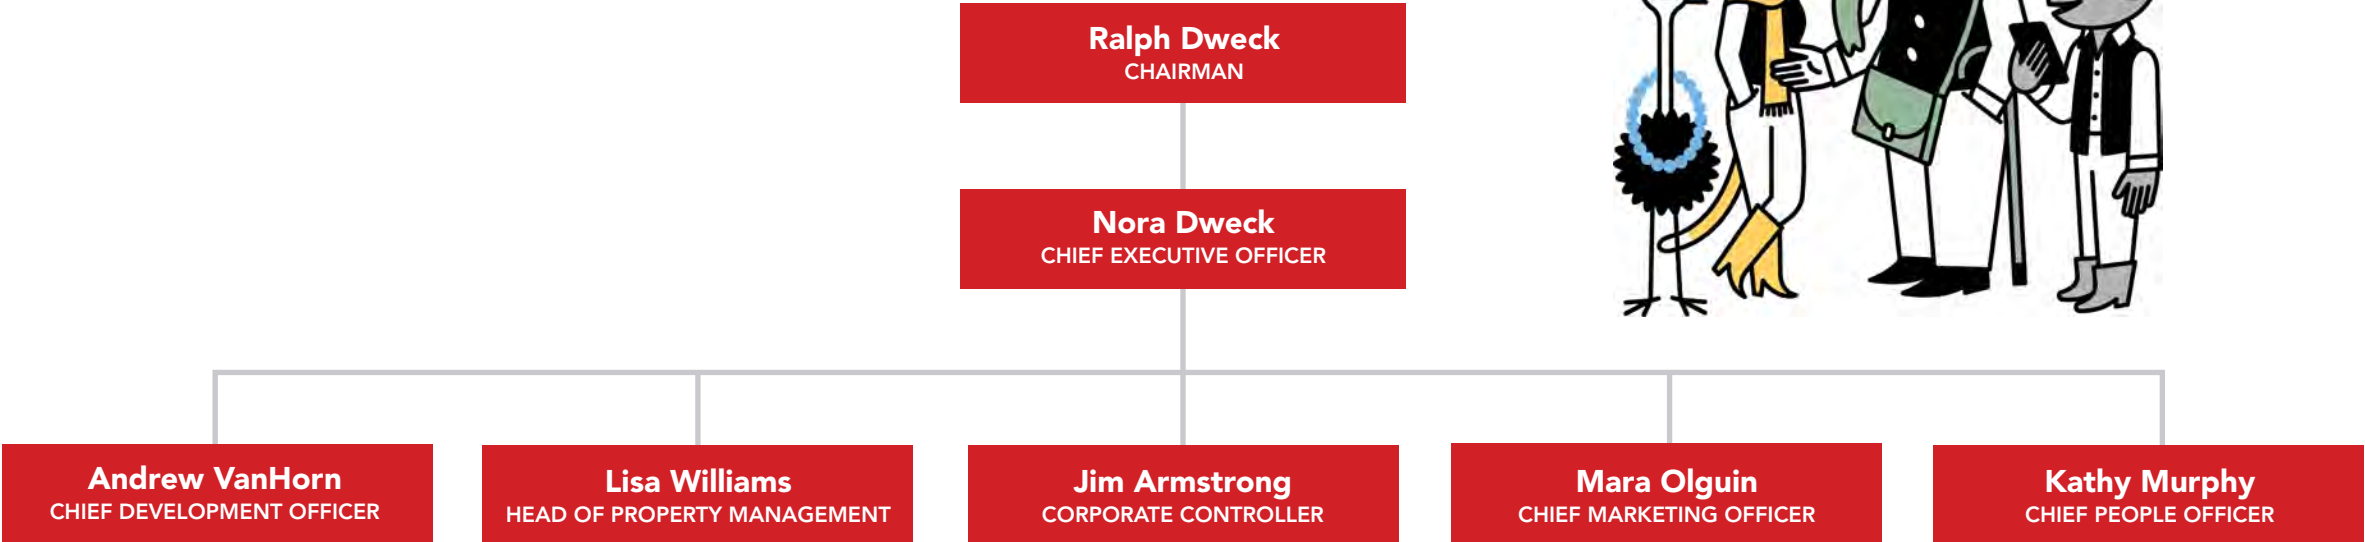 Ralph Dweck
CHAIRMAN
Nora Dweck
CHIEF EXECUTIVE OFFICER
Andrew VanHorn
CHIEF DEVELOPMENT OFFICER
Lisa Williams
HEAD OF PROPERTY MANAGEMENT
Jim Armstrong
CORPORATE CONTROLLER
Mara Olguin
CHIEF MARKETING OFFICER
Kathy Murphy
CHIEF PEOPLE OFFICER